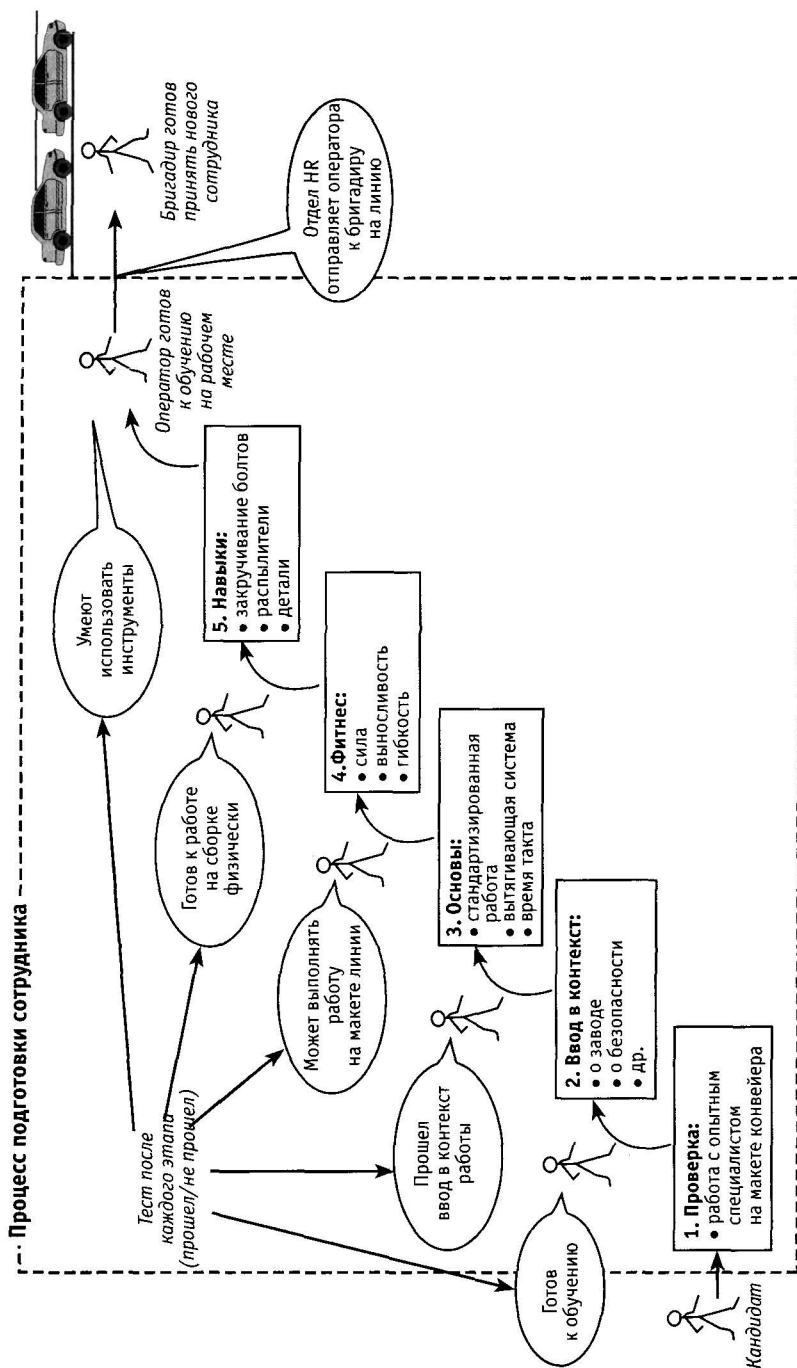 Процесс подготовки сотрудника
Тест после
каждого этапа
(прошел/не прошел)
Кандидат
1. Проверка:
• работа с опытным
специалистом
на макете конвейера
Готов
к обучению
2. Ввод в контекст:
• о заводе
• о безопасности
• др.
Прошел
ввод в контекст
работы
3. Основы:
• стандартизированная
работа
• вытягивающая система
• время такта
Может выполнять
работу
на макете линии
4.Фитнес:
• сила
• выносливость
• гибкость
Готов к работе
на сборке
физически
5. Навыки:
• закручивание болтов
• распылители
• детали
Умеют
использовать
инструменты
Оператор готов
к обучению
на рабочем
месте
Отдел HR
отправляет оператора
к бригадиру
на линию
Бригадир готов
принять нового
сотрудника